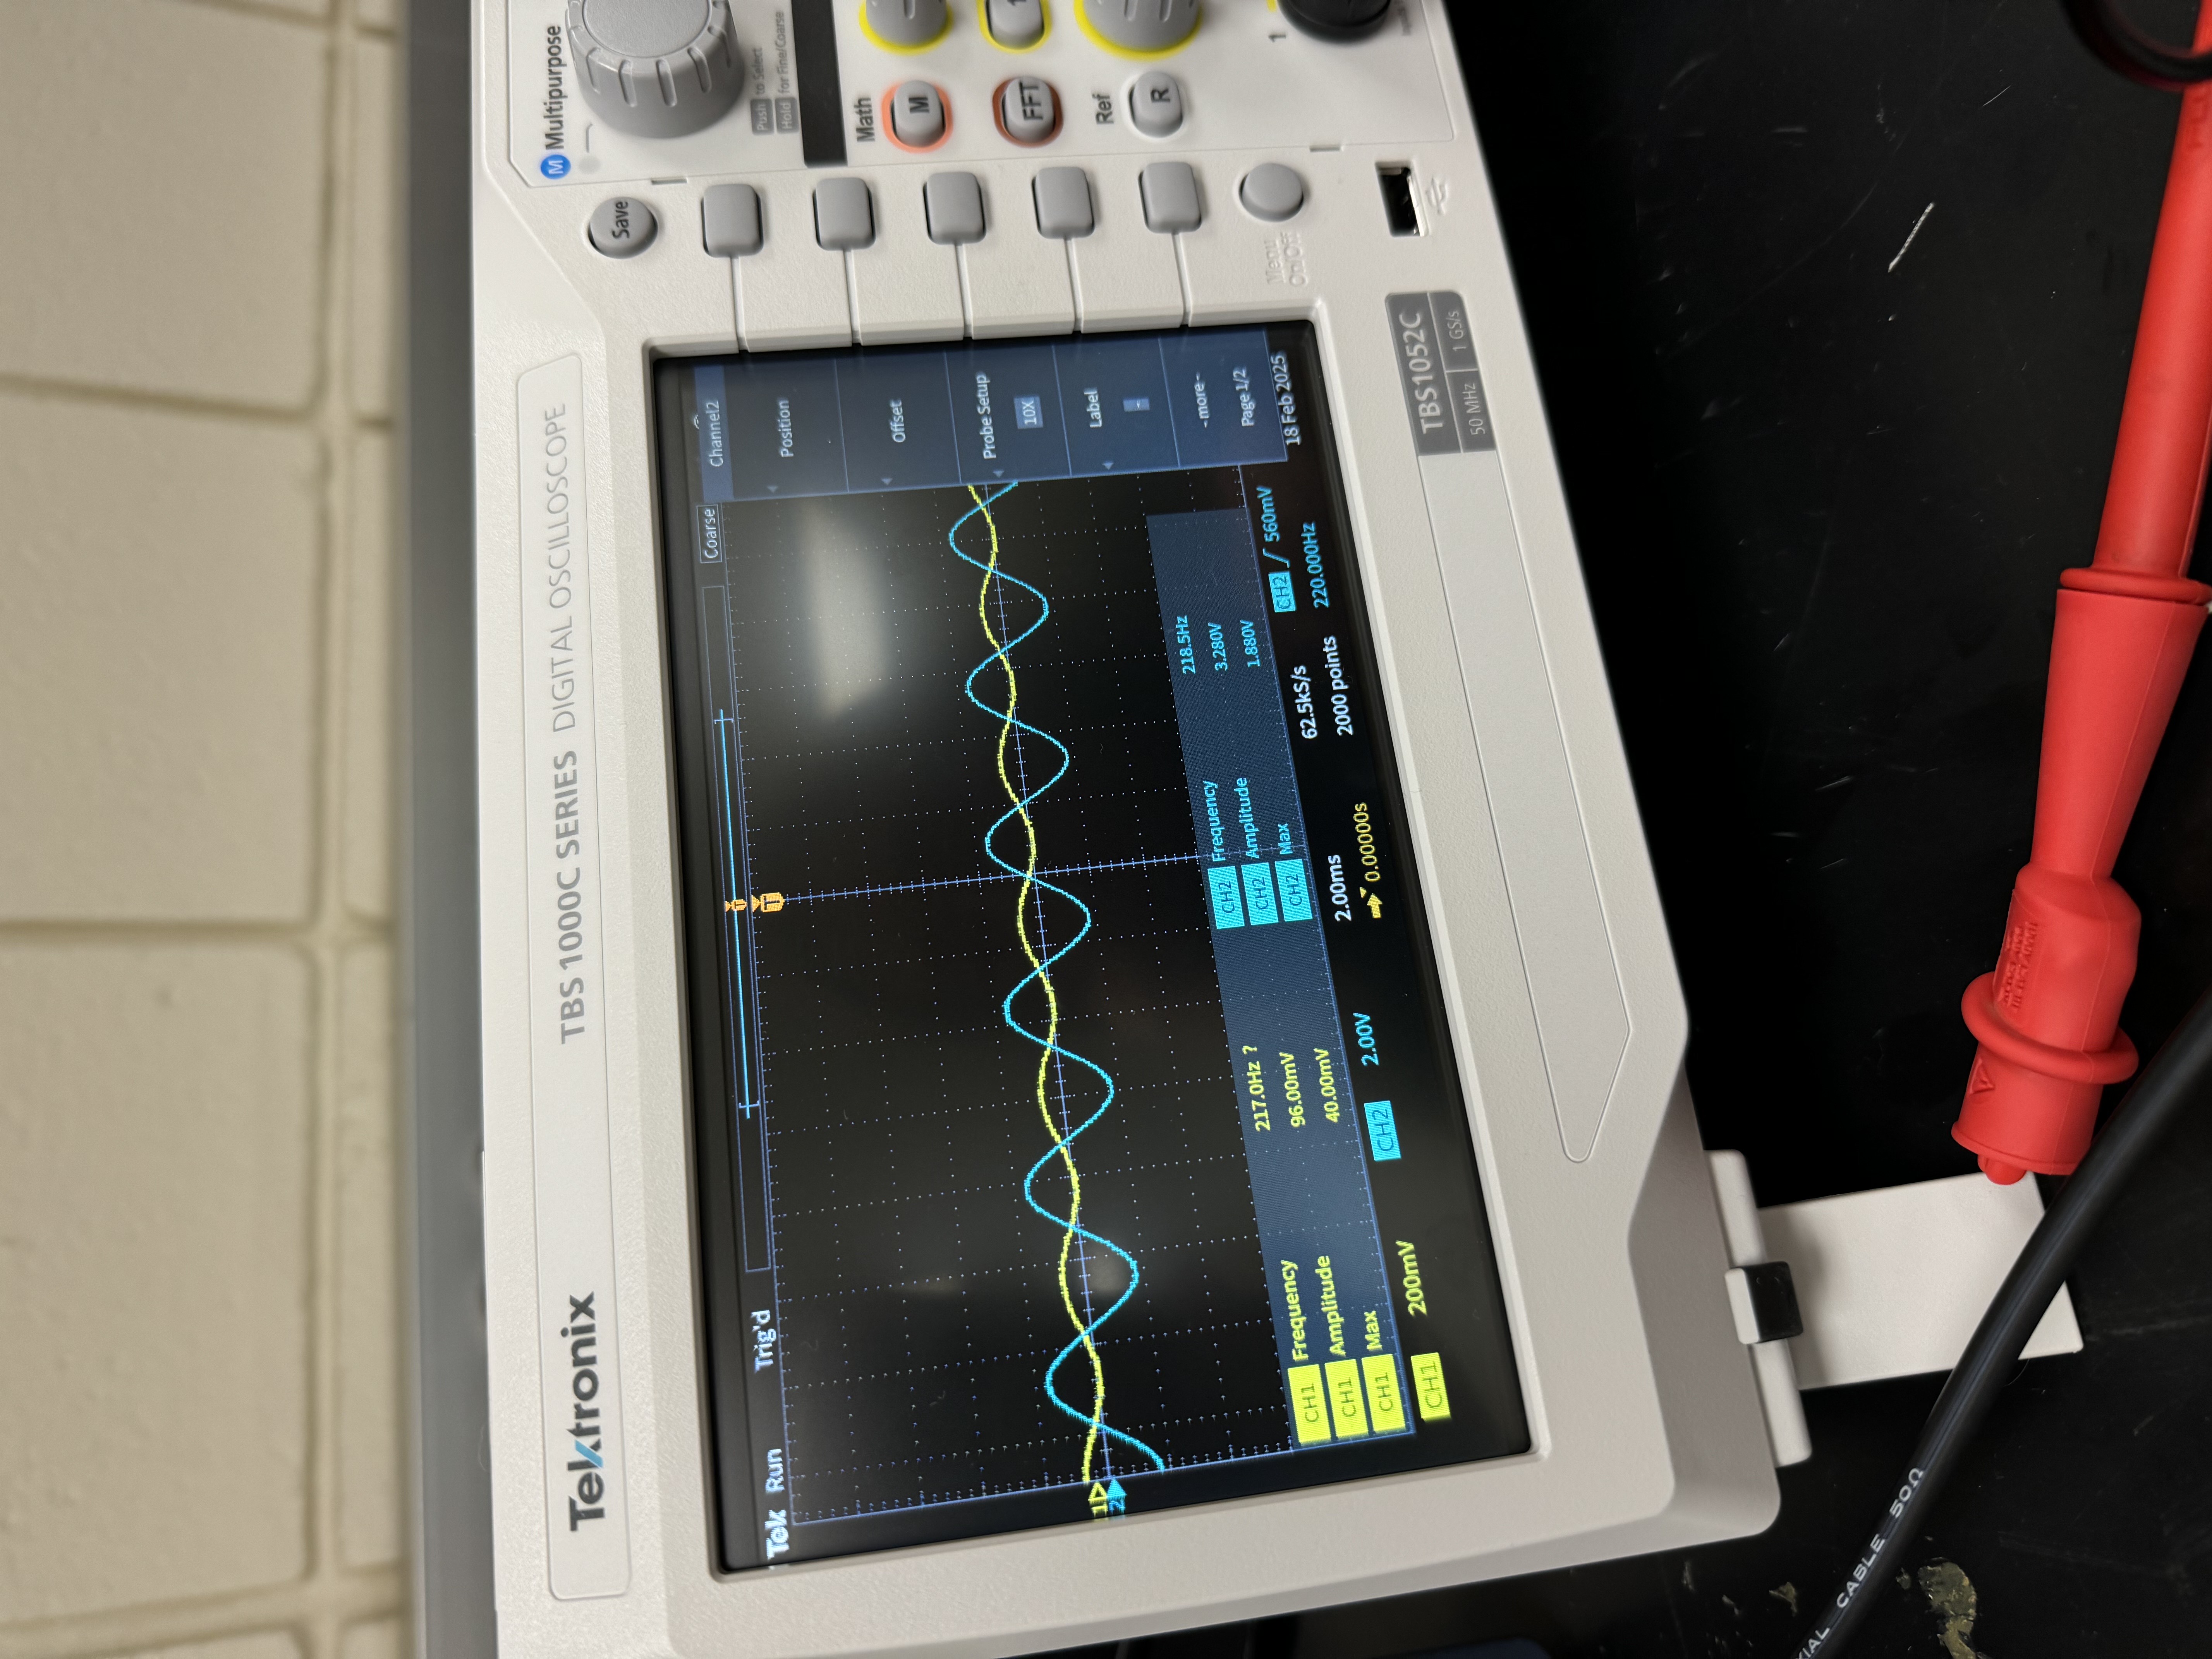 Tektronix
TBS 1000C SERIES DIGITAL OSCILLOSCOPE
M Multipurpose
Save
Push to Select
Hold for Fine/Coarse
Math
M
FFT
Ref
R
Menu
On/Off
1
Tek Run Trig'd
T
T
Coarse
Channel2
Position
Offset
Probe Setup
10X
Label
-
-more-
Page 1/2
18 Feb 2025
1
2
CH1 Frequency 217.0Hz ?
CH1 Amplitude 96.00mV
CH1 Max 40.00mV
CH2 Frequency 218.5Hz
CH2 Amplitude 3.280V
CH2 Max 1.880V
CH1 200mV
CH2 2.00V
2.00ms
0.00000s
62.5kS/s
2000 points
CH2 560mV
220.000Hz
TBS1052C
50 MHz 1 GS/s
CABLE 50Ω